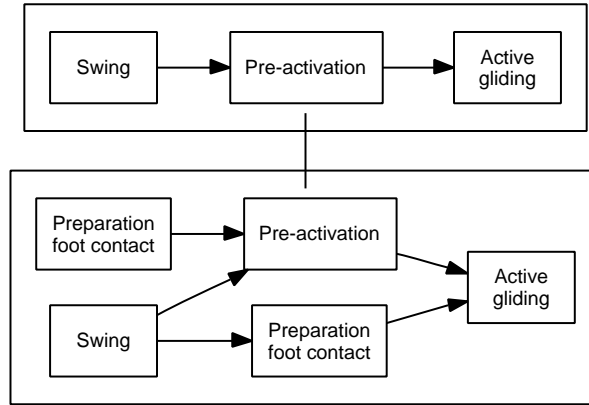 Swing
Pre-activation
Active
gliding
Preparation
foot contact
Pre-activation
Active
gliding
Swing
Preparation
foot contact